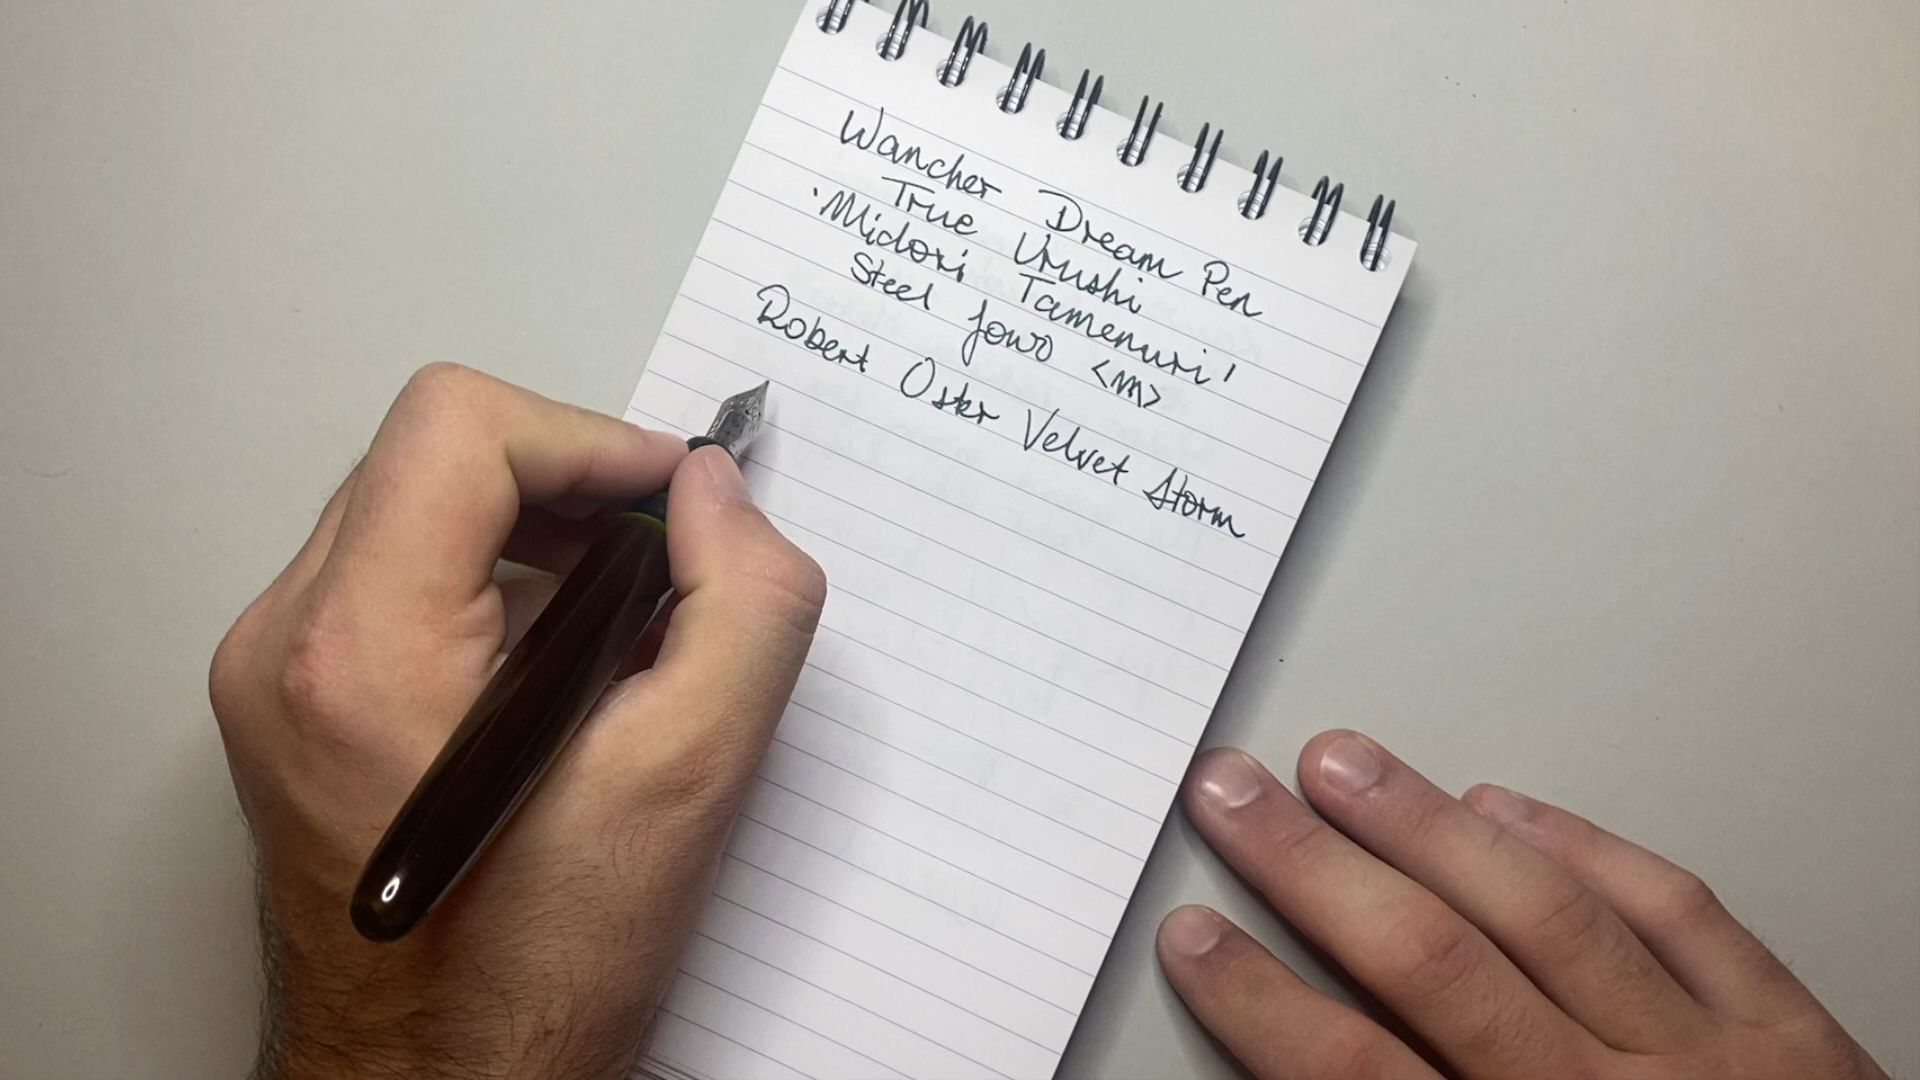 Wancher Dream Pen
True Urushi
'Midori Tamenuri'
Steel Jowo <M>
Robert Oster Velvet Storm